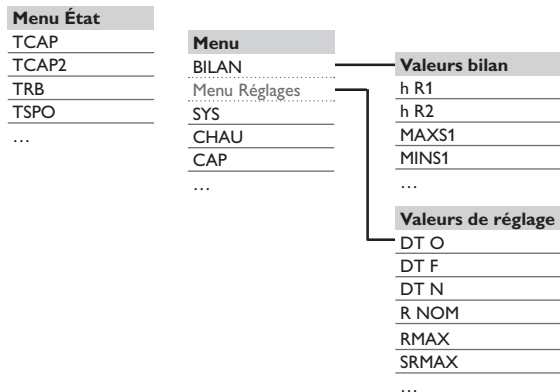 Menu État
TCAP
TCAP2
TRB
TSPO
…
Menu
BILAN
Menu Réglages
SYS
CHAU
CAP
…
Valeurs bilan
h R1
h R2
MAXS1
MINS1
…
Valeurs de réglage
DT O
DT F
DT N
R NOM
RMAX
SRMAX
…